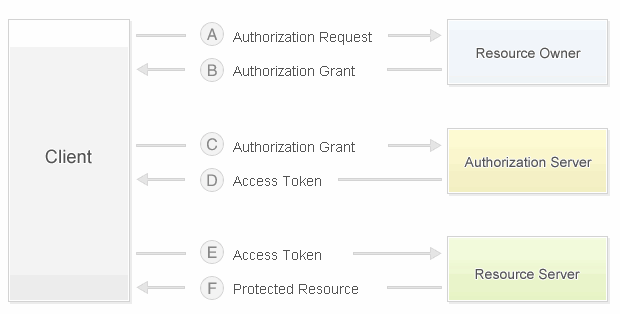 A Authorization Request
Resource Owner
B Authorization Grant
Client
C Authorization Grant
Authorization Server
D Access Token
E Access Token
Resource Server
F Protected Resource